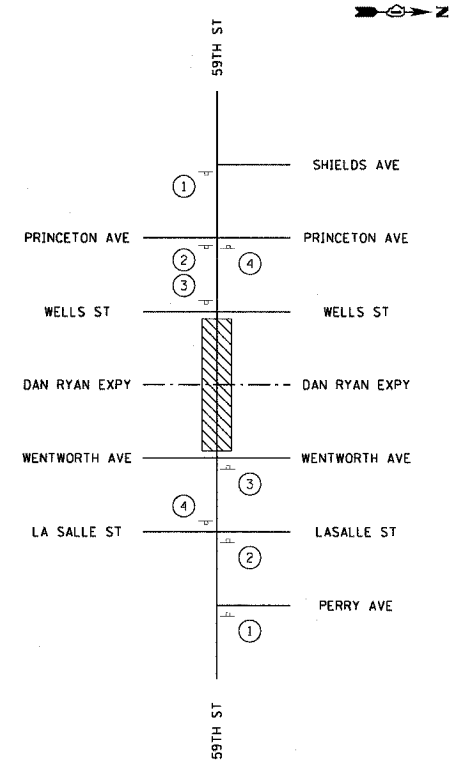 N
59TH ST
SHIELDS AVE
1
PRINCETON AVE
PRINCETON AVE
2
4
3
WELLS ST
WELLS ST
DAN RYAN EXPY
DAN RYAN EXPY
WENTWORTH AVE
WENTWORTH AVE
3
4
LA SALLE ST
LASALLE ST
2
PERRY AVE
1
59TH ST